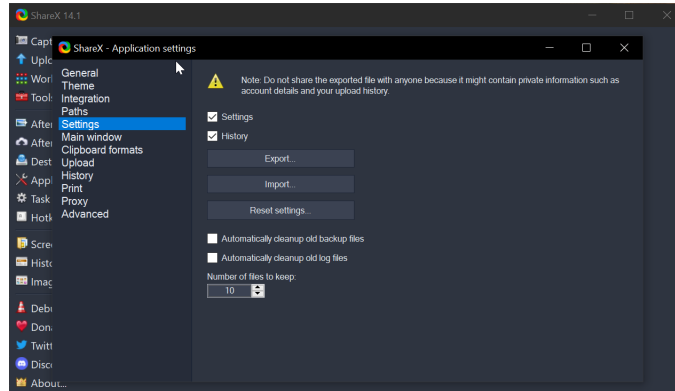 ShareX 14.1
ShareX - Application settings
General
Theme
Integration
Paths
Settings
Main window
Clipboard formats
Upload
History
Print
Proxy
Advanced
Note: Do not share the exported file with anyone because it might contain private information such as
account details and your upload history.
Settings
History
Export...
Import...
Reset settings...
Automatically cleanup old backup files
Automatically cleanup old log files
Number of files to keep:
10
Capt
Uplo
Tools
After
After
Dest
Appl
Task
Hotk
Scre
Histo
Imag
Debu
Dona
Twitt
Disco
About...